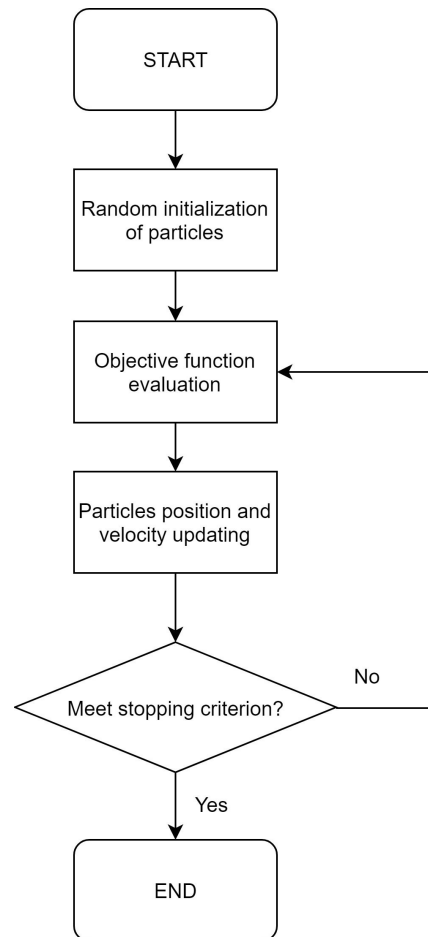 START
Random initialization
of particles
Objective function
evaluation
Particles position and
velocity updating
Meet stopping criterion?
No
Yes
END